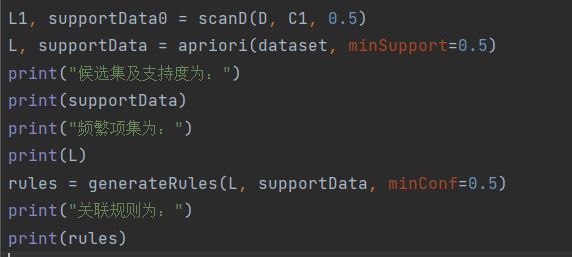 L1, supportData0 = scanD(D, C1, 0.5)
L, supportData = apriori(dataset, minSupport=0.5)
print("候选集及支持度为：")
print(supportData)
print("频繁项集为：")
print(L)
rules = generateRules(L, supportData, minConf=0.5)
print("关联规则为：")
print(rules)